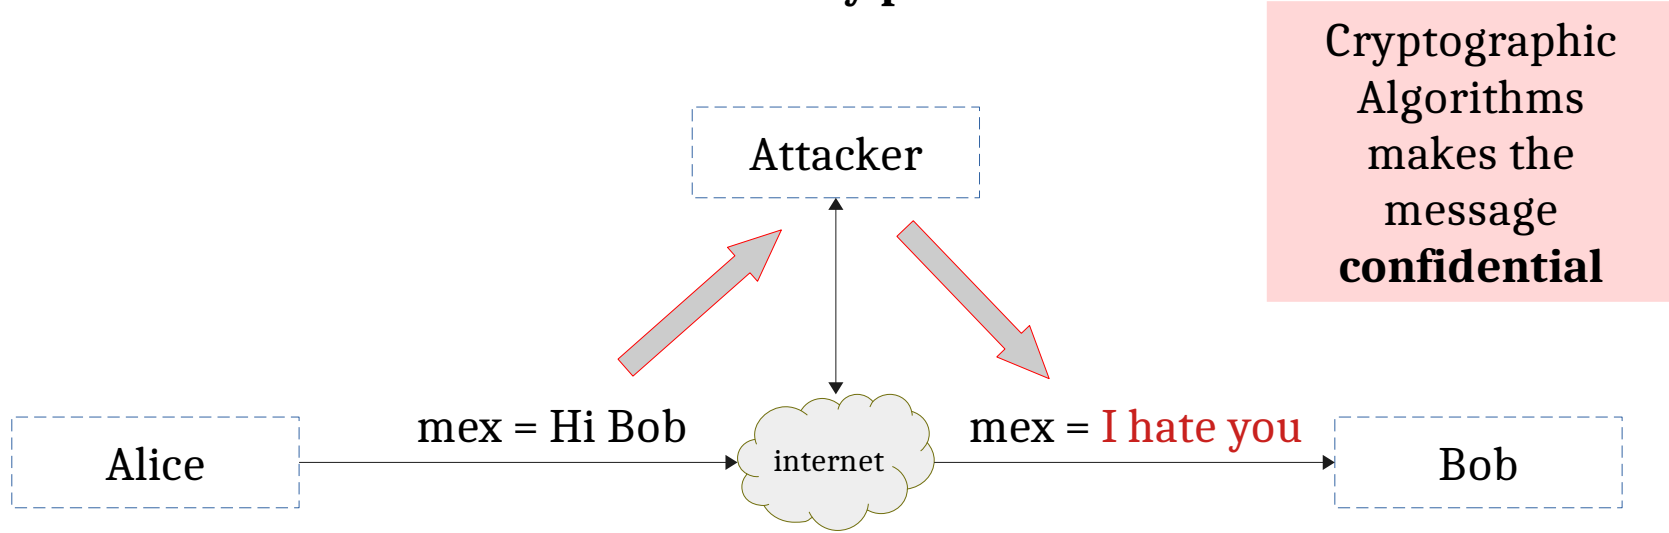 Cryptographic
Algorithms
makes the
message
confidential
Attacker
mex = Hi Bob
mex = I hate you
Alice
internet
Bob